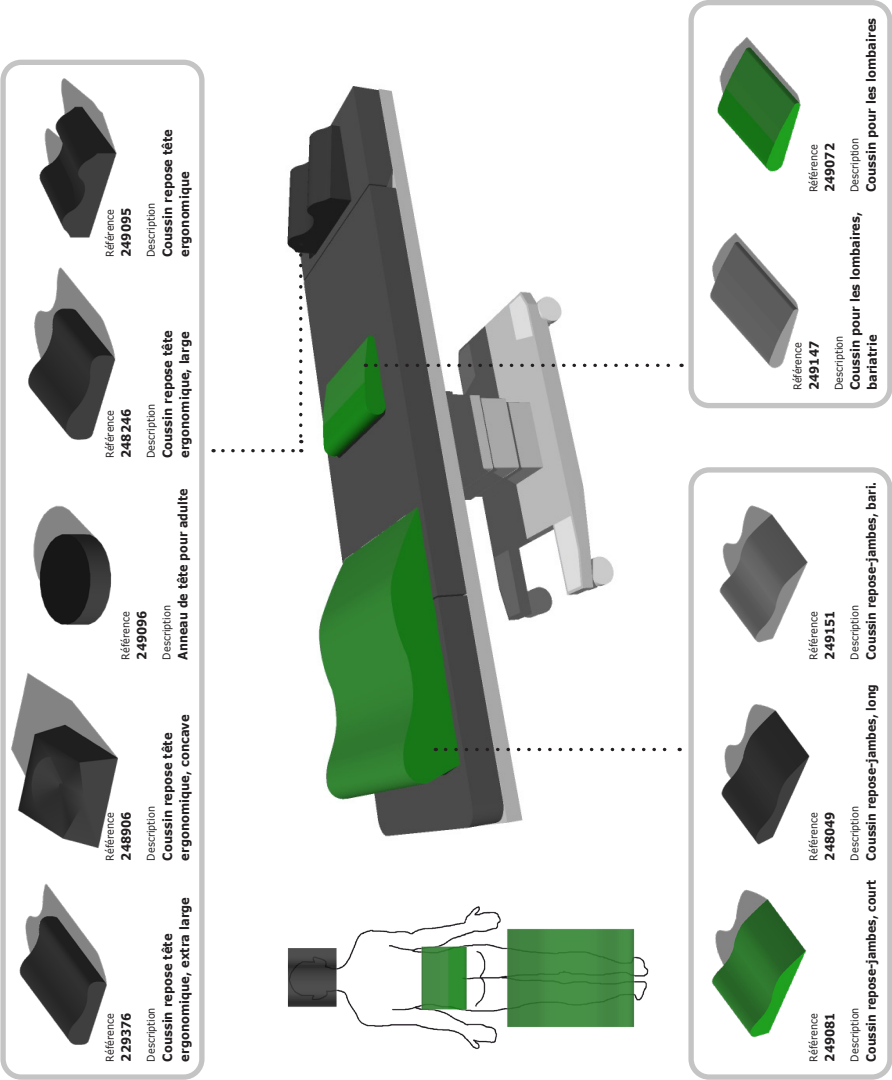 Référence
229376
Description
Coussin repose tête
ergonomique, extra large
Référence
248906
Description
Coussin repose tête
ergonomique, concave
Référence
249096
Description
Anneau de tête pour adulte
Référence
248246
Description
Coussin repose tête
ergonomique, large
Référence
249095
Description
Coussin repose tête
ergonomique
Référence
249081
Description
Coussin repose-jambes, court
Référence
248049
Description
Coussin repose-jambes, long
Référence
249151
Description
Coussin repose-jambes, bari.
Référence
249147
Description
Coussin pour les lombaires,
bariatrie
Référence
249072
Description
Coussin pour les lombaires